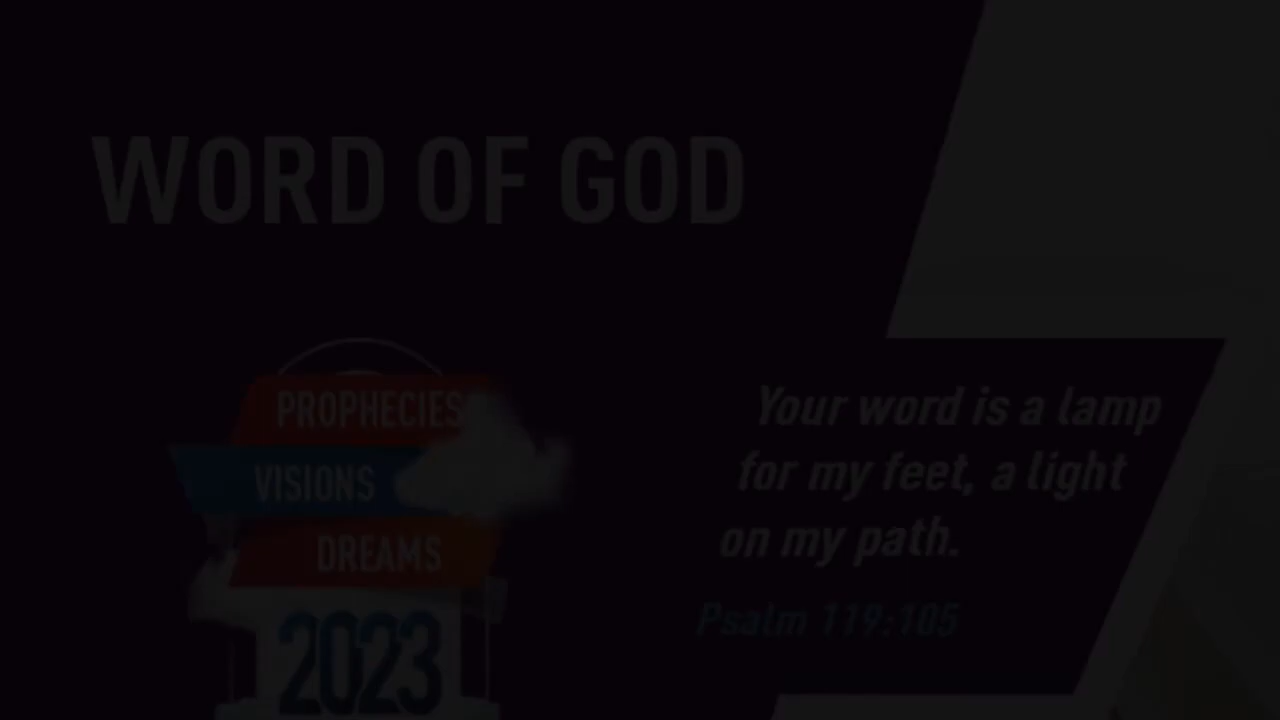 WORD OF GOD
PROPHECIES
VISIONS
DREAMS
2023
Your word is a lamp
for my feet, a light
on my path.
Psalm 119:105